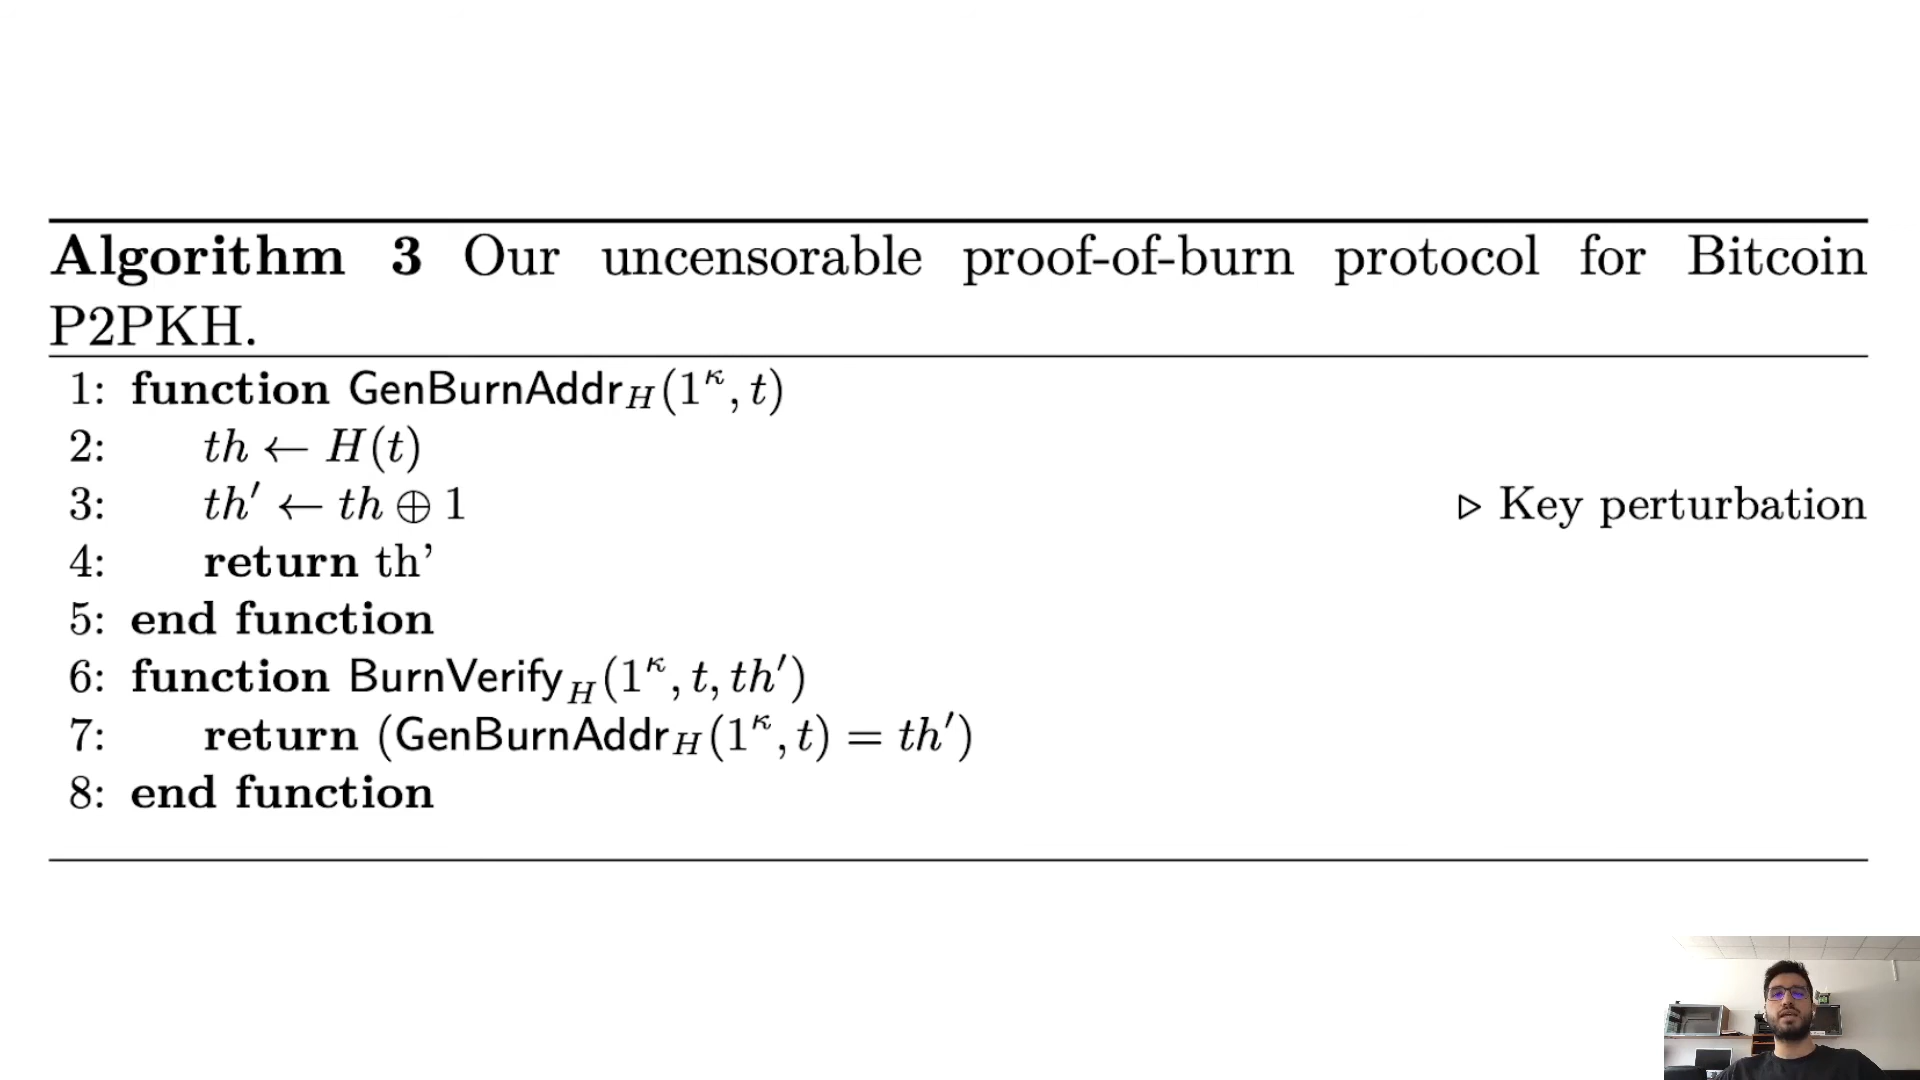 Algorithm 3 Our uncensorable proof-of-burn protocol for Bitcoin
P2PKH.
1: function GenBurnAddr_H(1^κ, t)
2: th ← H(t)
3: th′ ← th ⊕ 1 ▷ Key perturbation
4: return th’
5: end function
6: function BurnVerify_H(1^κ, t, th′)
7: return (GenBurnAddr_H(1^κ, t) = th′)
8: end function